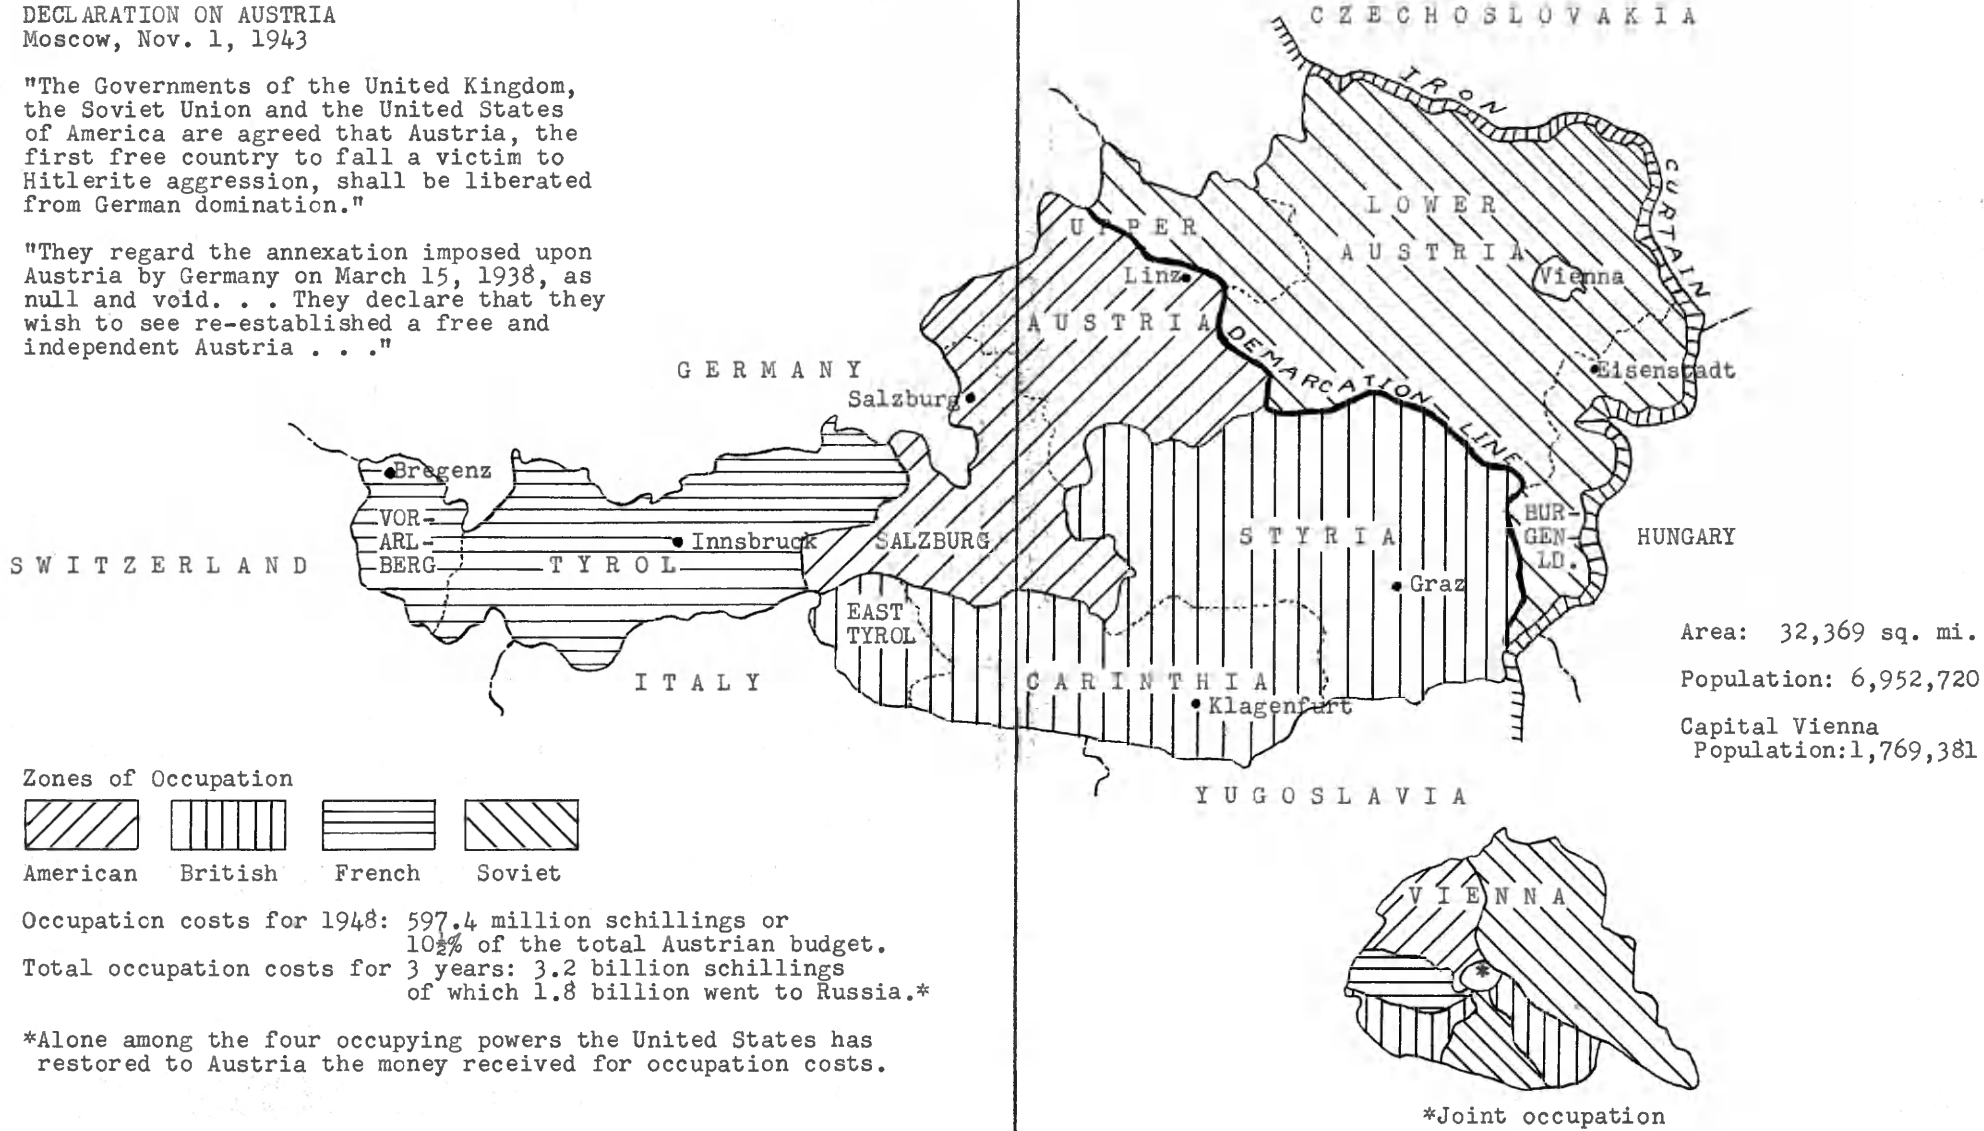 DECLARATION ON AUSTRIA
Moscow, Nov. 1, 1943
"The Governments of the United Kingdom,
the Soviet Union and the United States
of America are agreed that Austria, the
first free country to fall a victim to
Hitlerite aggression, shall be liberated
from German domination."
"They regard the annexation imposed upon
Austria by Germany on March 15, 1938, as
null and void. . . They declare that they
wish to see re-established a free and
independent Austria . . ."
CZECHOSLOVAKIA
IRON
CURTAIN
LOWER
AUSTRIA
Vienna
UPPER
Linz
AUSTRIA
DEMARCATION LINE
Eisenstadt
GERMANY
Salzburg
Bregenz
VOR-
ARL-
BERG
Innsbruck
TYROL
SALZBURG
SWITZERLAND
STYRIA
Graz
BUR-
GEN-
LD.
HUNGARY
EAST
TYROL
ITALY
CARINTHIA
Klagenfurt
YUGOSLAVIA
Area: 32,369 sq. mi.
Population: 6,952,720
Capital Vienna
Population:1,769,381
Zones of Occupation
American British French Soviet
Occupation costs for 1948: 597.4 million schillings or
10½% of the total Austrian budget.
Total occupation costs for 3 years: 3.2 billion schillings
of which 1.8 billion went to Russia.*
*Alone among the four occupying powers the United States has
restored to Austria the money received for occupation costs.
VIENNA
*
*Joint occupation